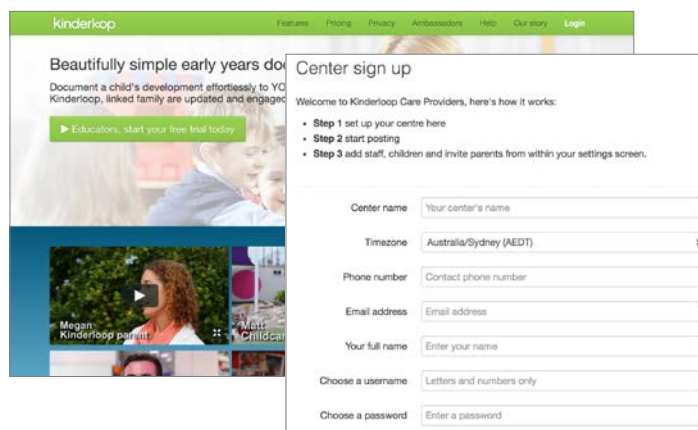 kinderloop
Features Pricing Privacy Ambassadors Help Our story Login
Beautifully simple early years doc
Document a child's development effortlessly to YO
Kinderloop, linked family are updated and engaged
Educators, start your free trial today
Megan
Kinderloop parent
Matt
Childcar
Center sign up
Welcome to Kinderloop Care Providers, here's how it works:
• Step 1 set up your centre here
• Step 2 start posting
• Step 3 add staff, children and invite parents from within your settings screen.
Center name Your center's name
Timezone Australia/Sydney (AEDT)
Phone number Contact phone number
Email address Email address
Your full name Enter your name
Choose a username Letters and numbers only
Choose a password Enter a password